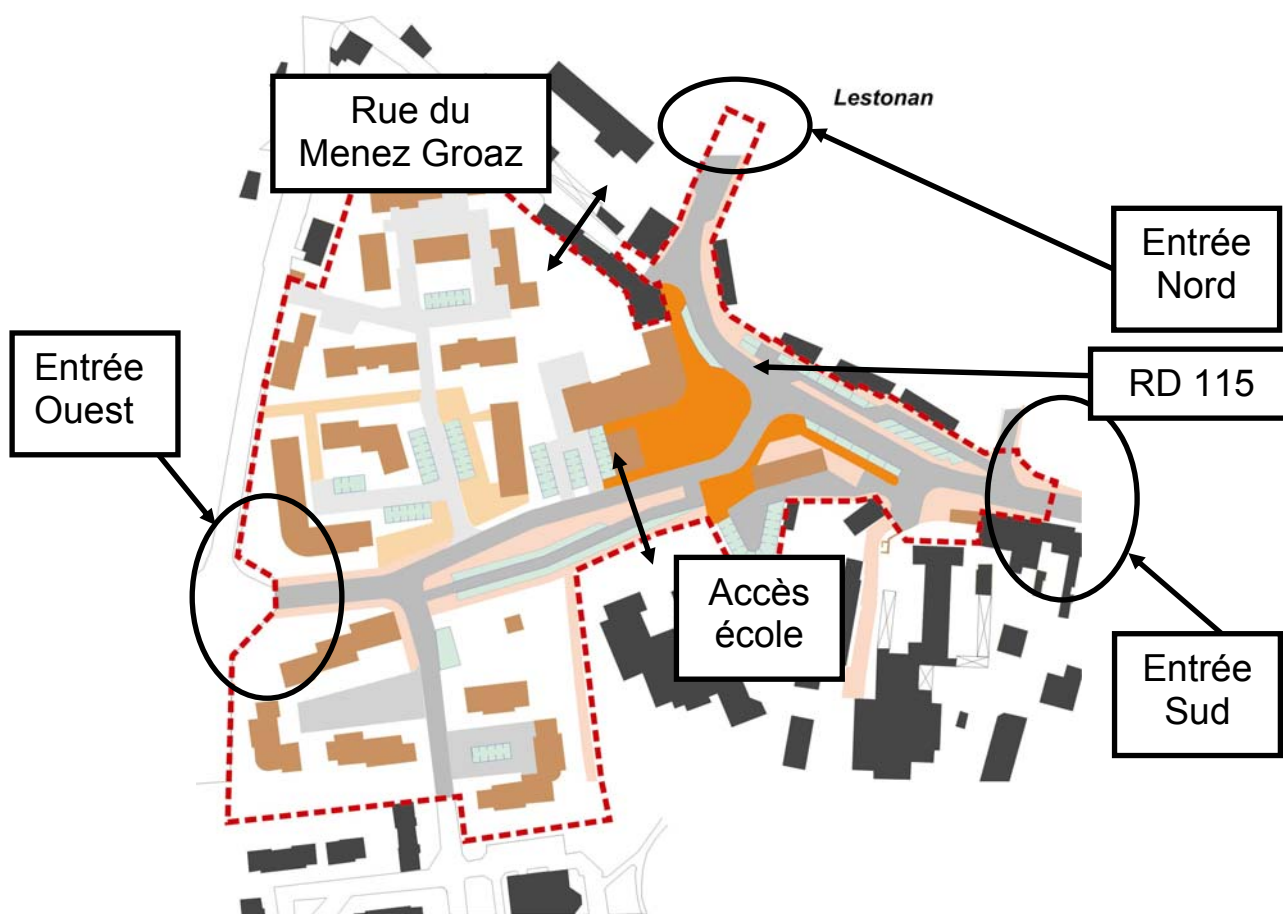 Lestonan
Rue du
Menez Groaz
Entrée
Nord
Entrée
Ouest
RD 115
Accès
école
Entrée
Sud